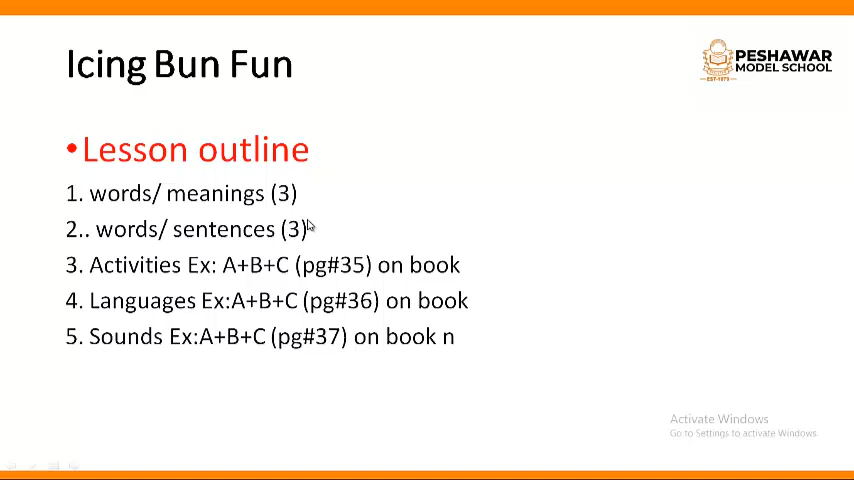 Icing Bun Fun
PESHAWAR
MODEL SCHOOL
•Lesson outline
1. words/ meanings (3)
2.. words/ sentences (3)
3. Activities Ex: A+B+C (pg#35) on book
4. Languages Ex:A+B+C (pg#36) on book
5. Sounds Ex:A+B+C (pg#37) on book n
Activate Windows
Go to Settings to activate Windows.